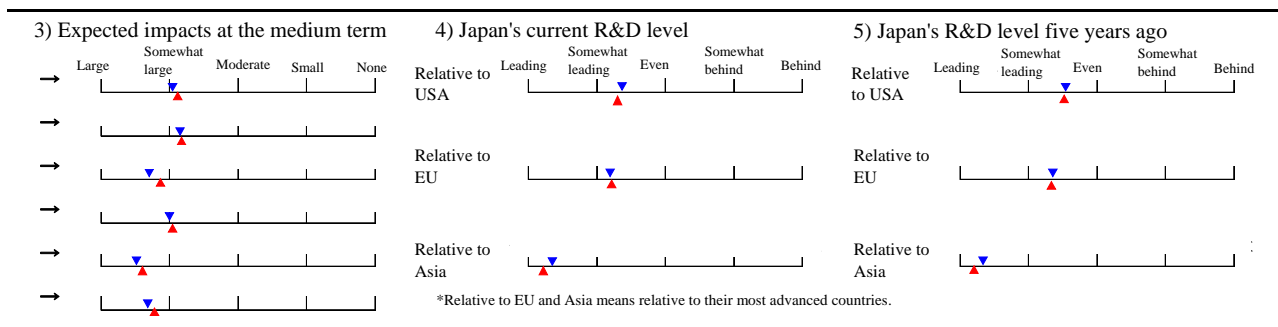 3) Expected impacts at the medium term
Large
Somewhat
large
Moderate
Small
None
4) Japan's current R&D level
Relative to
USA
Leading
Somewhat
leading
Even
Somewhat
behind
Behind
Relative to
EU
Relative to
Asia
*Relative to EU and Asia means relative to their most advanced countries.
5) Japan's R&D level five years ago
Relative
to USA
Leading
Somewhat
leading
Even
Somewhat
behind
Behind
Relative to
EU
Relative to
Asia